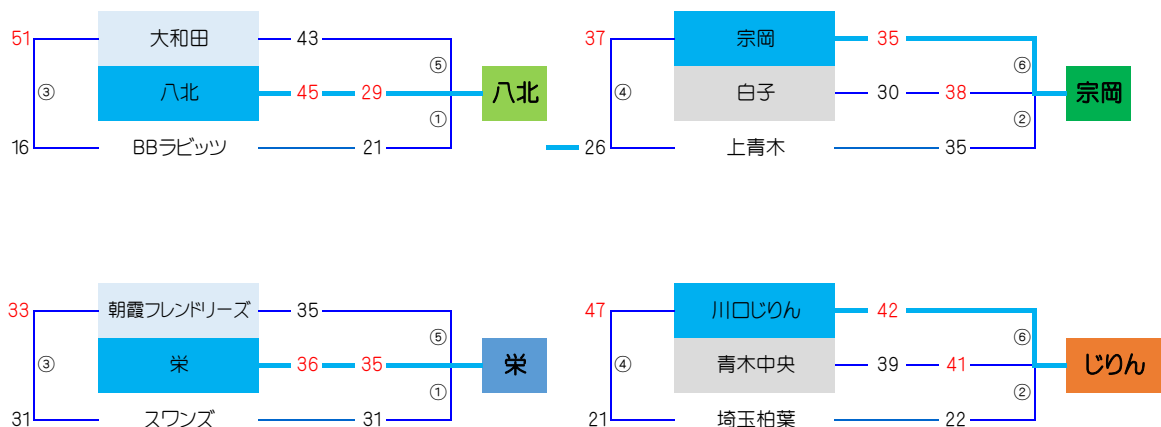 51 大和田 43
⑤
③ 八北 45 29 八北
①
16 BBラビッツ 21
37 宗岡 35
⑥
④ 白子 30 38 宗岡
②
26 上青木 35
33 朝霞フレンドリーズ 35
⑤
③ 栄 36 35 栄
①
31 スワンズ 31
47 川口じりん 42
⑥
④ 青木中央 39 41 じりん
②
21 埼玉柏葉 22